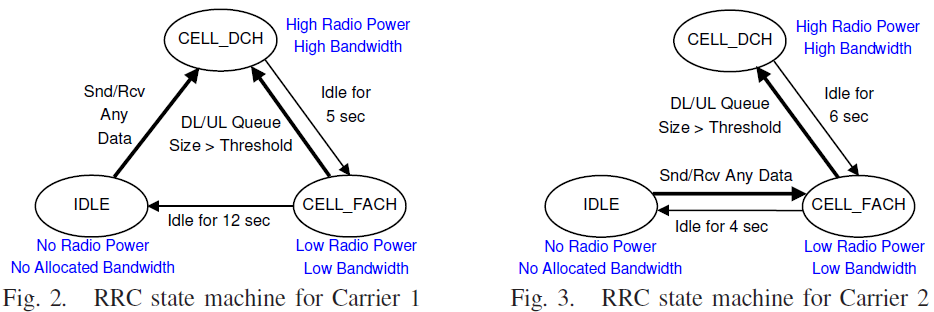 CELL_DCH
High Radio Power
High Bandwidth
Snd/Rcv
Any
Data
DL/UL Queue
Size > Threshold
Idle for
5 sec
IDLE
Idle for 12 sec
CELL_FACH
No Radio Power
No Allocated Bandwidth
Low Radio Power
Low Bandwidth
Fig. 2. RRC state machine for Carrier 1
CELL_DCH
High Radio Power
High Bandwidth
DL/UL Queue
Size > Threshold
Idle for
6 sec
Snd/Rcv Any Data
IDLE
Idle for 4 sec
CELL_FACH
No Radio Power
No Allocated Bandwidth
Low Radio Power
Low Bandwidth
Fig. 3. RRC state machine for Carrier 2